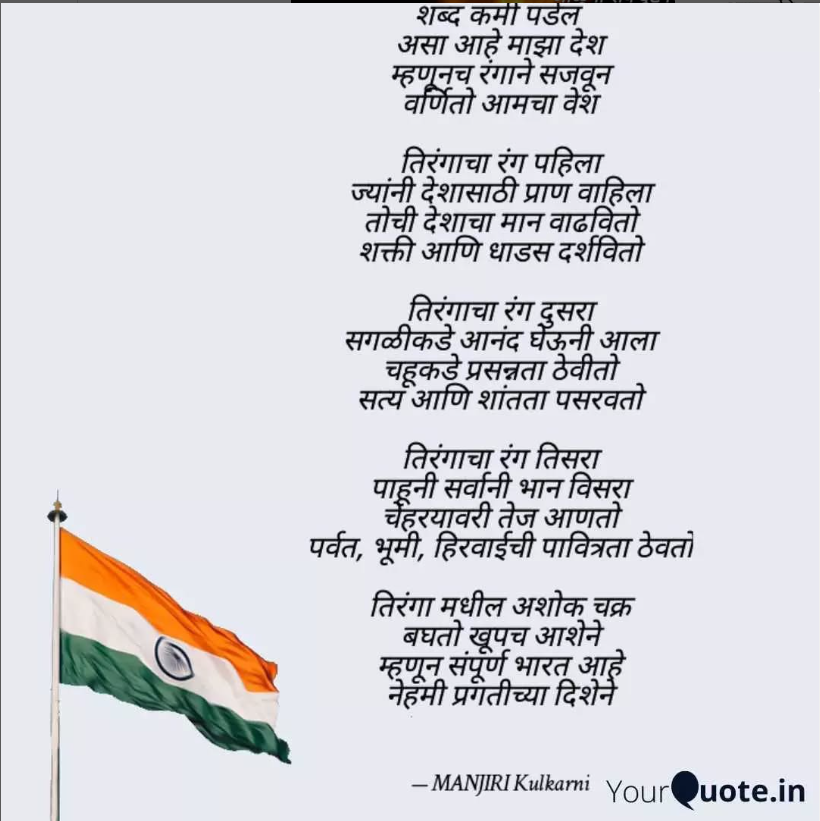 शब्द कमी पडेल
असा आहे माझा देश
म्हणूनच रंगाने सजवून
वर्णितो आमचा वेश
तिरंगाचा रंग पहिला
ज्यांनी देशासाठी प्राण वाहिला
तोची देशाचा मान वाढवितो
शक्ती आणि धाडस दर्शवितो
तिरंगाचा रंग दुसरा
सगळीकडे आनंद घेऊनी आला
चहूकडे प्रसन्नता ठेवीतो
सत्य आणि शांतता पसरवतो
तिरंगाचा रंग तिसरा
पाहूनी सर्वानी भान विसरा
चेहरयावरी तेज आणतो
पर्वत, भूमी, हिरवाईची पावित्रता ठेवतो
तिरंगा मधील अशोक चक्र
बघतो खूपच आशेने
म्हणून संपूर्ण भारत आहे
नेहमी प्रगतीच्या दिशेने
— MANJIRI Kulkarni
YourQuote.in